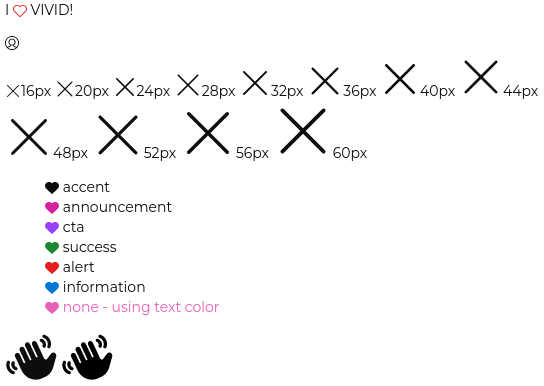 I VIVID!
16px 20px 24px 28px 32px 36px 40px 44px
48px 52px 56px 60px
accent
announcement
cta
success
alert
information
none - using text color